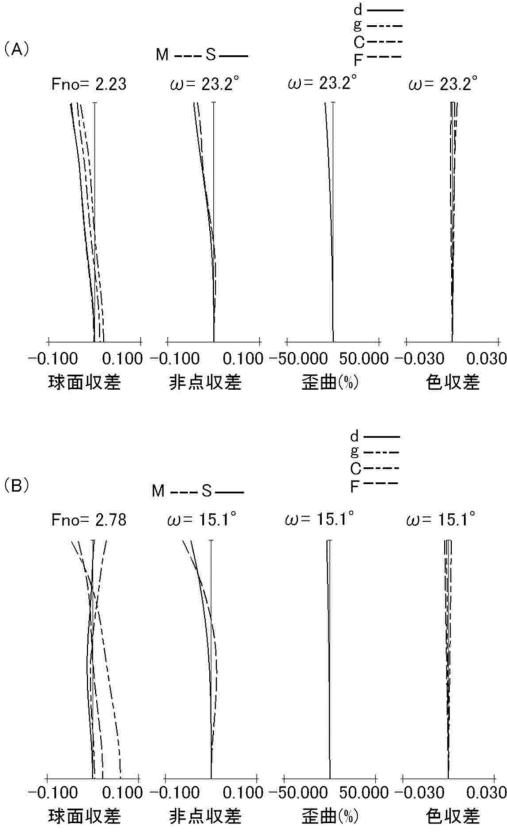 (A)
d
g
C
F
M S
Fno= 2.23 ω= 23.2° ω= 23.2° ω= 23.2°
-0.100 0.100 -0.100 0.100 -50.000 50.000 -0.030 0.030
球面収差 非点収差 歪曲(%) 色収差
(B)
d
g
C
F
M S
Fno= 2.78 ω= 15.1° ω= 15.1° ω= 15.1°
-0.100 0.100 -0.100 0.100 -50.000 50.000 -0.030 0.030
球面収差 非点収差 歪曲(%) 色収差